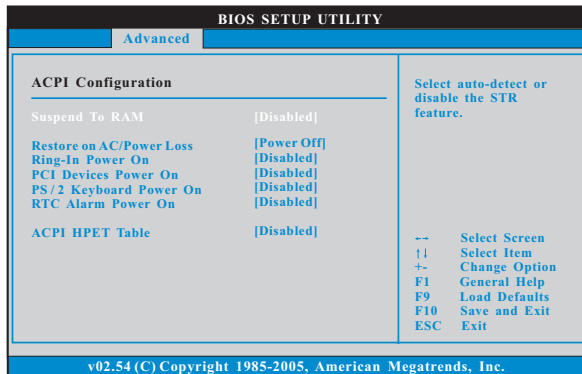 BIOS SETUP UTILITY
Advanced
ACPI Configuration
Suspend To RAM [Disabled]
Restore on AC/Power Loss [Power Off]
Ring-In Power On [Disabled]
PCI Devices Power On [Disabled]
PS / 2 Keyboard Power On [Disabled]
RTC Alarm Power On [Disabled]
ACPI HPET Table [Disabled]
Select auto-detect or
disable the STR
feature.
←→ Select Screen
↑↓ Select Item
+- Change Option
F1 General Help
F9 Load Defaults
F10 Save and Exit
ESC Exit
v02.54 (C) Copyright 1985-2005, American Megatrends, Inc.